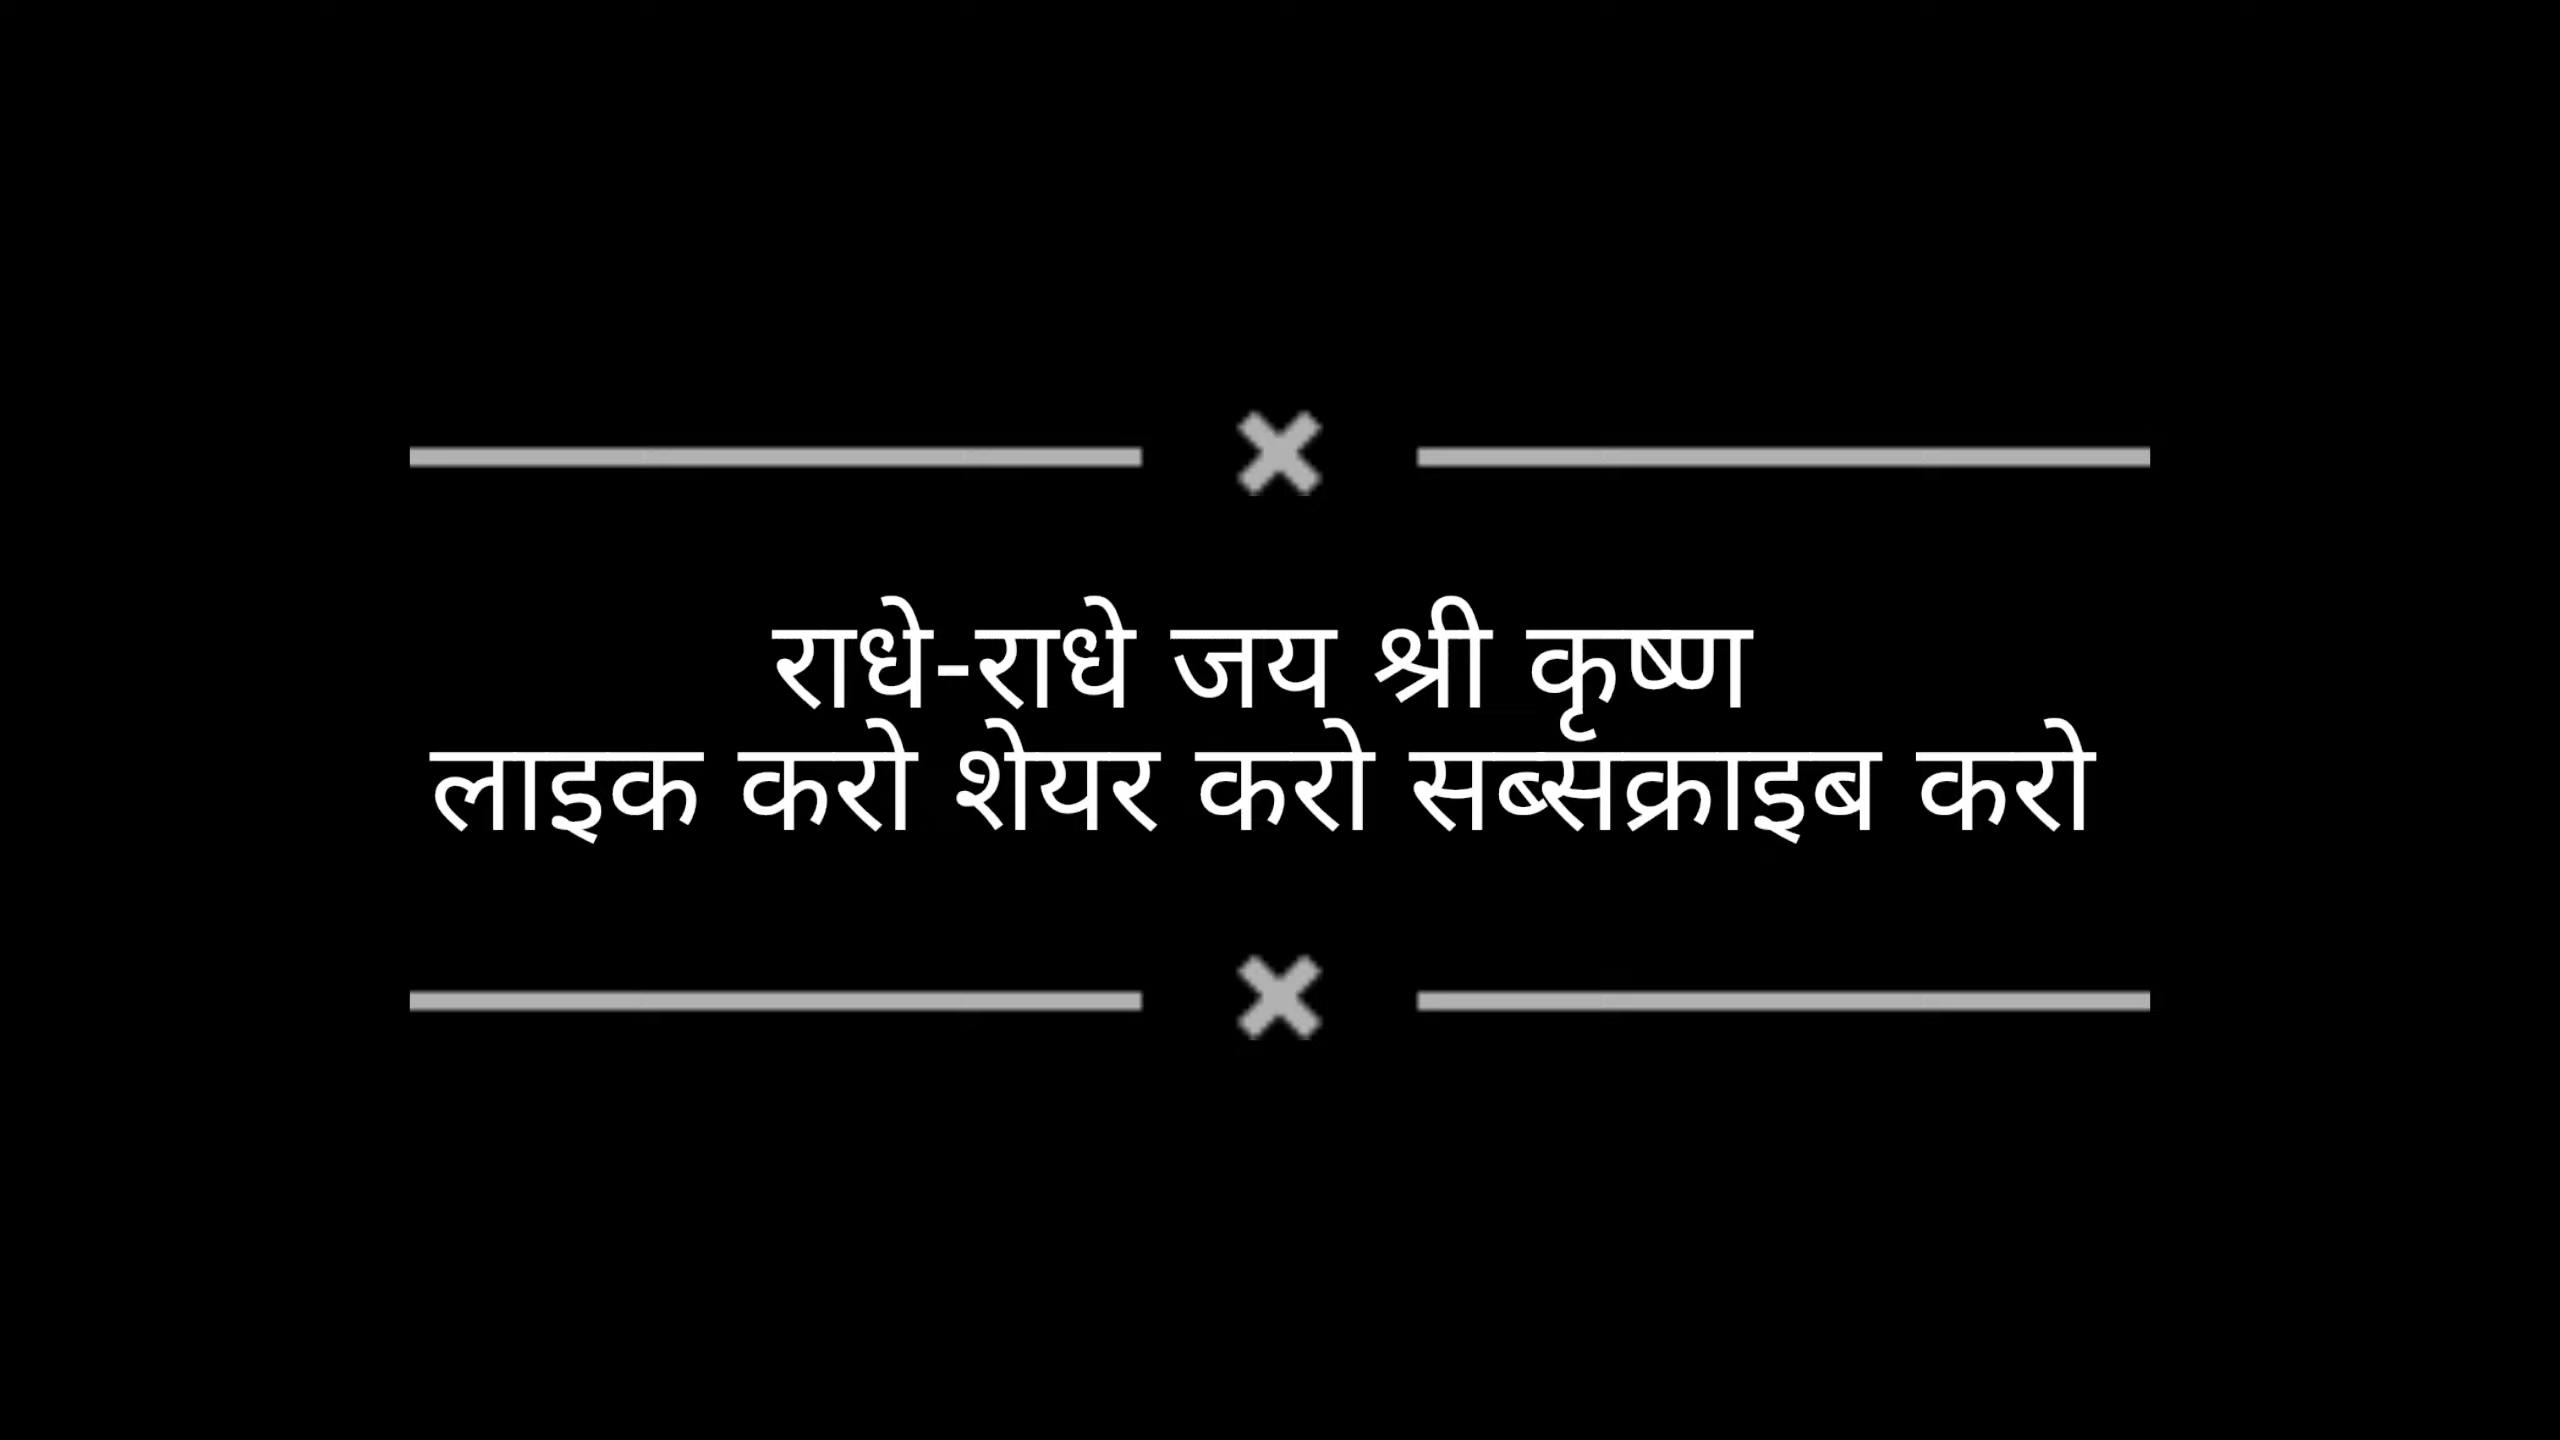 राधे-राधे जय श्री कृष्ण
लाइक करो शेयर करो सब्सक्राइब करो